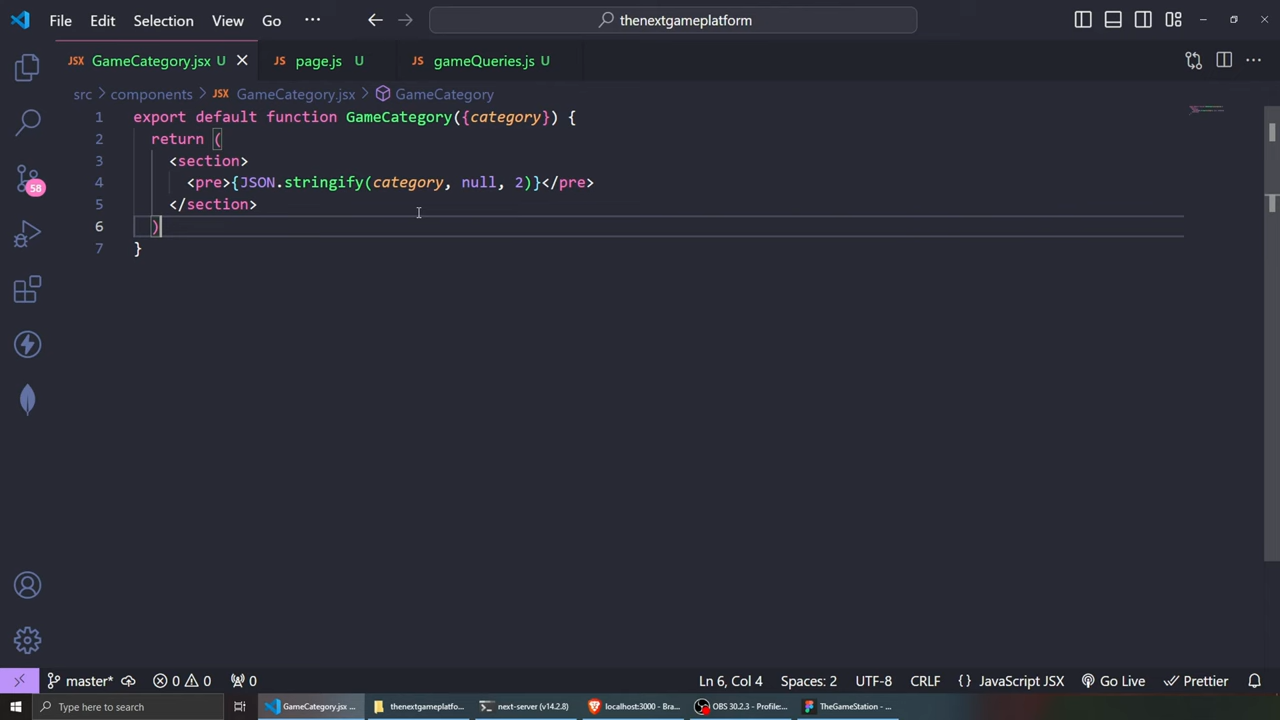 File Edit Selection View Go ··· thenextgameplatform
JSX GameCategory.jsx U JS page.js U JS gameQueries.js U
src > components > JSX GameCategory.jsx > GameCategory
1 export default function GameCategory({category}) {
2 return (
3 <section>
4 <pre>{JSON.stringify(category, null, 2)}</pre>
5 </section>
6 )
7 }
58
master* 0 0 0 Ln 6, Col 4 Spaces: 2 UTF-8 CRLF {} JavaScript JSX Go Live Prettier
Type here to search GameCategory.jsx ... thenextgameplatfo... next-server (v14.2.8) localhost:3000 - Bra... OBS 30.2.3 - Profile:... TheGameStation - ...